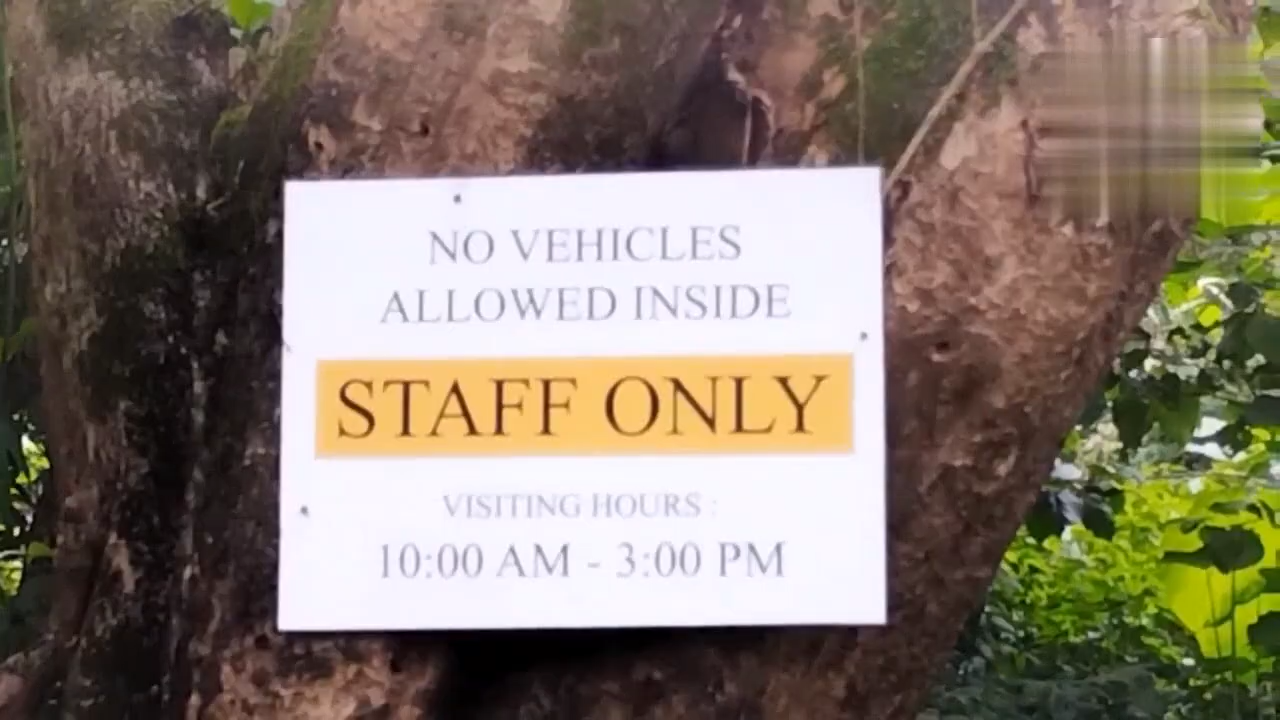 NO VEHICLES
ALLOWED INSIDE
STAFF ONLY
VISITING HOURS :
10:00 AM - 3:00 PM